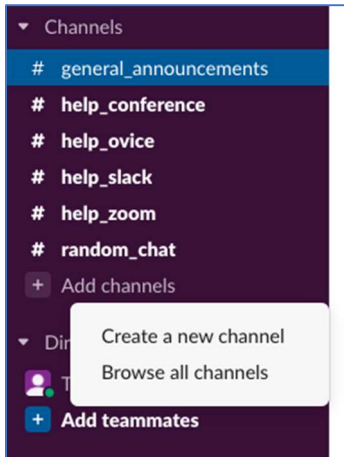 Channels
# general_announcements
# help_conference
# help_ovice
# help_slack
# help_zoom
# random_chat
+ Add channels
Create a new channel
Browse all channels
+ Add teammates